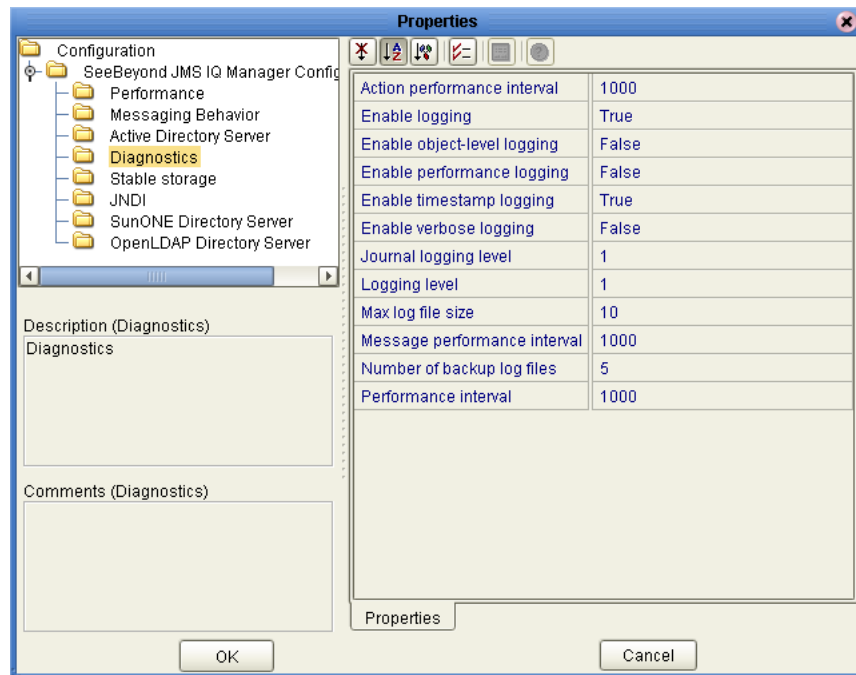 Properties
Configuration
SeeBeyond JMS IQ Manager Config
Performance
Messaging Behavior
Active Directory Server
Diagnostics
Stable storage
JNDI
SunONE Directory Server
OpenLDAP Directory Server
Description (Diagnostics)
Diagnostics
Comments (Diagnostics)
Action performance interval 1000
Enable logging True
Enable object-level logging False
Enable performance logging False
Enable timestamp logging True
Enable verbose logging False
Journal logging level 1
Logging level 1
Max log file size 10
Message performance interval 1000
Number of backup log files 5
Performance interval 1000
Properties
OK Cancel